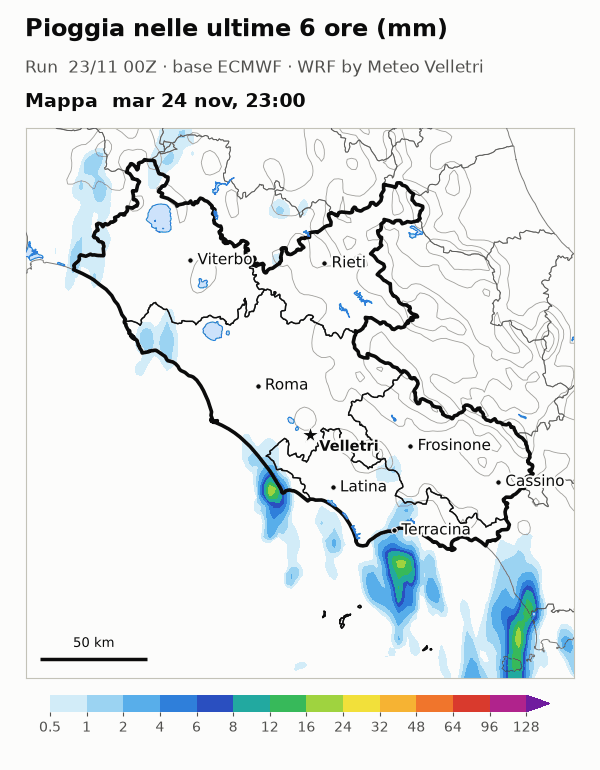 Pioggia nelle ultime 6 ore (mm)
Run  23/11 00Z · base ECMWF · WRF by Meteo Velletri
Mappa  mar 24 nov, 23:00
Viterbo
Rieti
Roma
Velletri
Frosinone
Cassino
Latina
Terracina
50 km
0.5 1 2 4 6 8 12 16 24 32 48 64 96 128